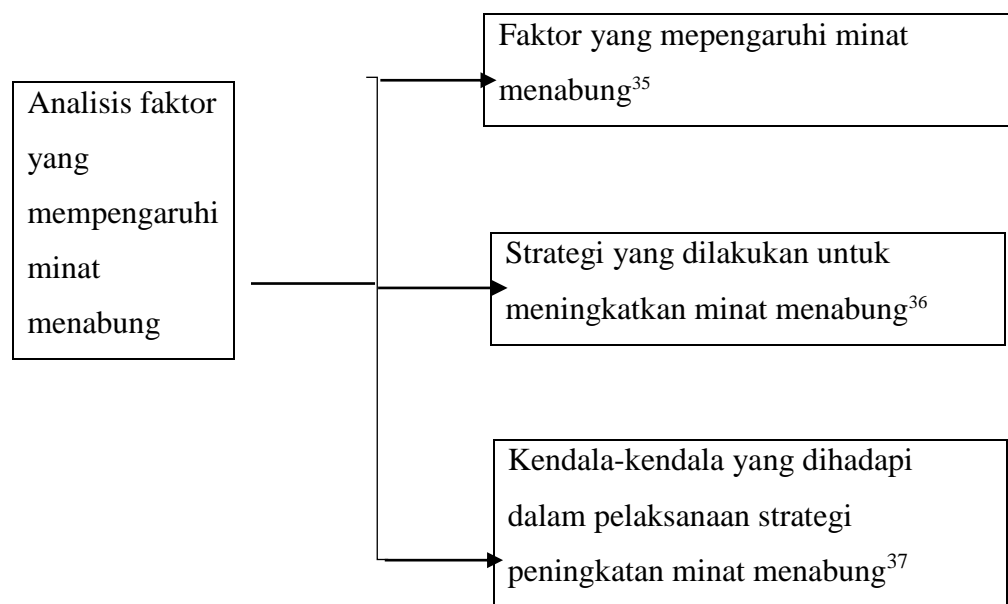 Faktor yang mepengaruhi minat
menabung35
Analisis faktor
yang
mempengaruhi
minat
menabung
Strategi yang dilakukan untuk
meningkatkan minat menabung36
Kendala-kendala yang dihadapi
dalam pelaksanaan strategi
peningkatan minat menabung37